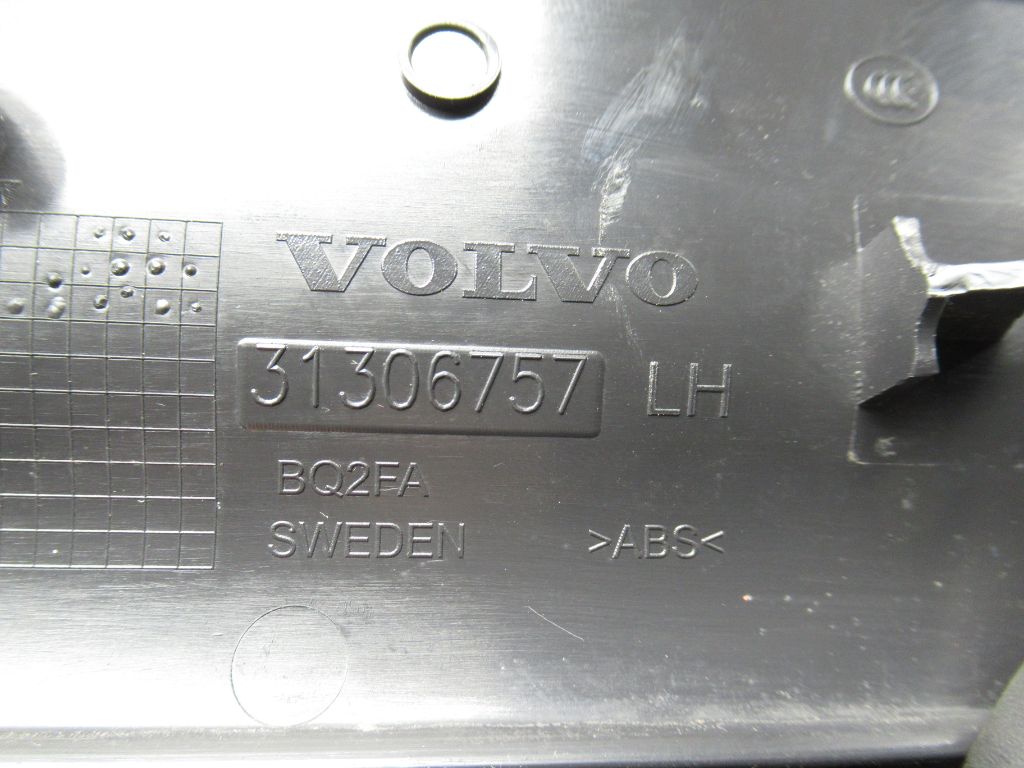 VOLVO
31306757 LH
BQ2FA
SWEDEN >ABS<